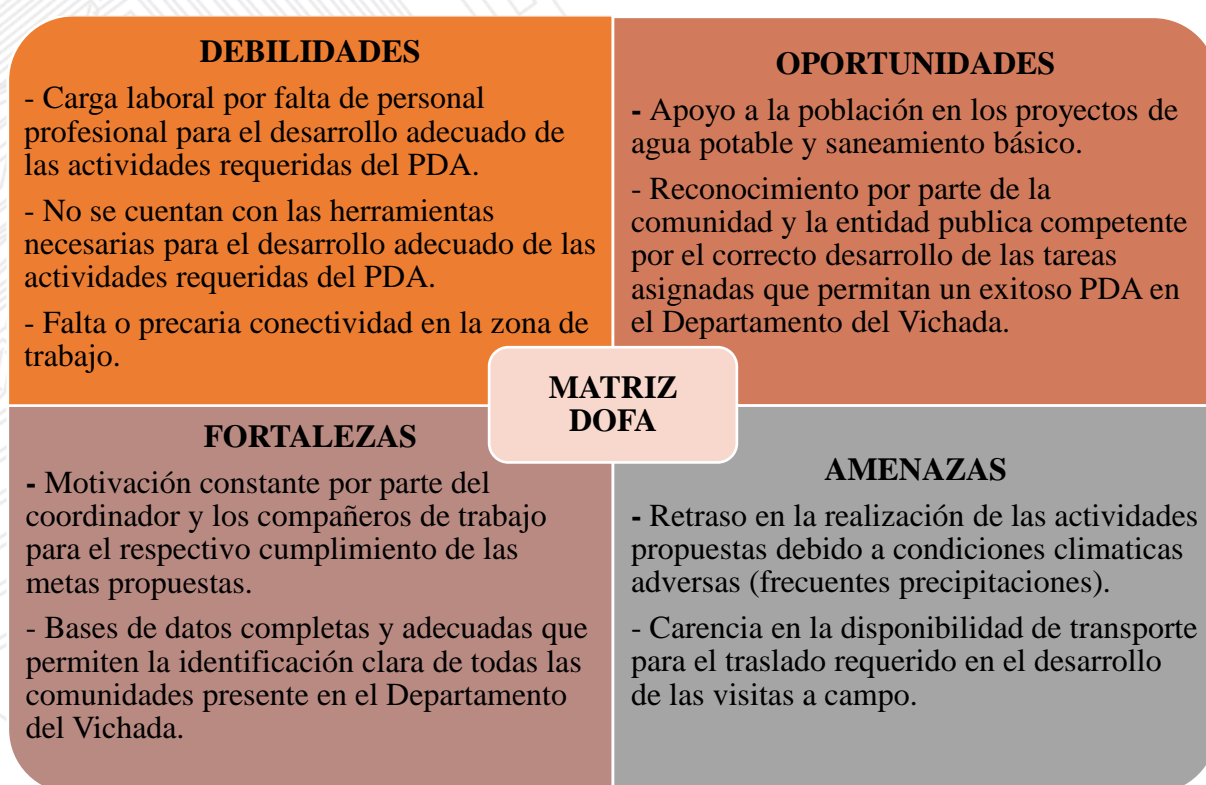 DEBILIDADES
- Carga laboral por falta de personal
profesional para el desarrollo adecuado de
las actividades requeridas del PDA.
- No se cuentan con las herramientas
necesarias para el desarrollo adecuado de las
actividades requeridas del PDA.
- Falta o precaria conectividad en la zona de
trabajo.
OPORTUNIDADES
- Apoyo a la población en los proyectos de
agua potable y saneamiento básico.
- Reconocimiento por parte de la
comunidad y la entidad publica competente
por el correcto desarrollo de las tareas
asignadas que permitan un exitoso PDA en
el Departamento del Vichada.
MATRIZ
DOFA
FORTALEZAS
- Motivación constante por parte del
coordinador y los compañeros de trabajo
para el respectivo cumplimiento de las
metas propuestas.
- Bases de datos completas y adecuadas que
permiten la identificación clara de todas las
comunidades presente en el Departamento
del Vichada.
AMENAZAS
- Retraso en la realización de las actividades
propuestas debido a condiciones climaticas
adversas (frecuentes precipitaciones).
- Carencia en la disponibilidad de transporte
para el traslado requerido en el desarrollo
de las visitas a campo.